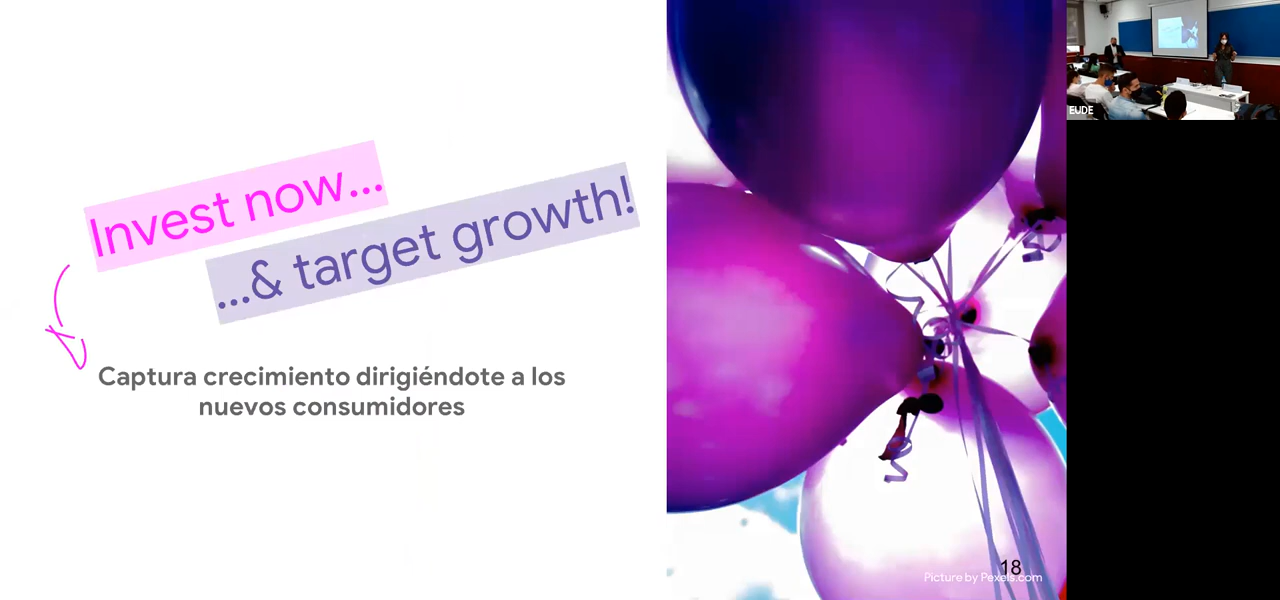 Invest now...
...& target growth!
Captura crecimiento dirigiéndote a los
nuevos consumidores
18
Picture by Pexels.com
EUDE